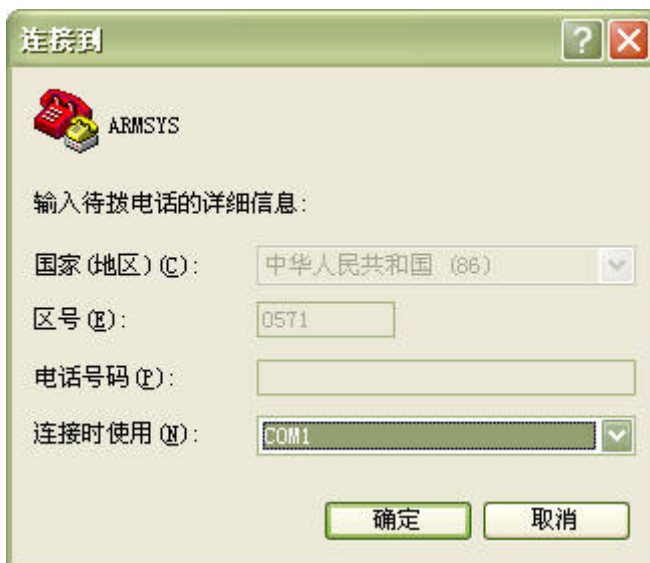 连接到
ARMSYS
输入待拨电话的详细信息:
国家(地区)(C): 中华人民共和国 (86)
区号(E): 0571
电话号码(P):
连接时使用(N): COM1
确定 取消